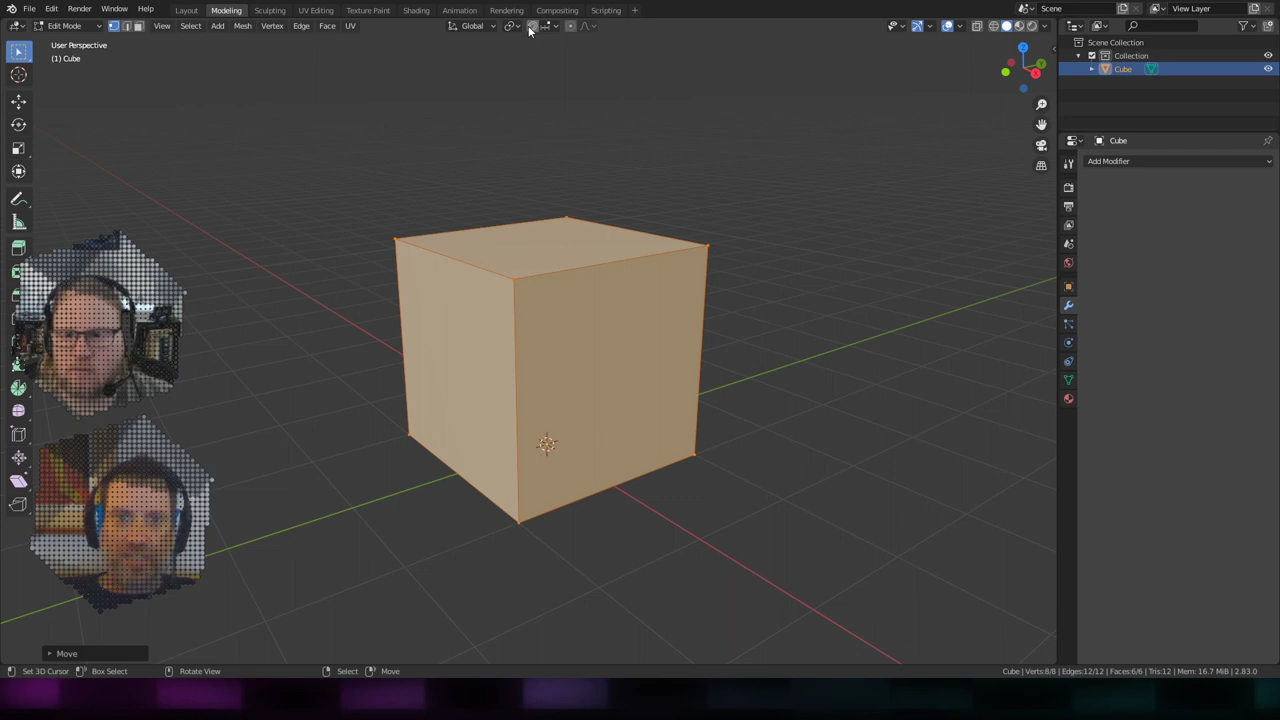 File Edit Render Window Help Layout Modeling Sculpting UV Editing Texture Paint Shading Animation Rendering Compositing Scripting + Scene View Layer
Edit Mode View Select Add Mesh Vertex Edge Face UV Global
User Perspective
(1) Cube
Z
Y
X
Scene Collection
Collection
Cube
Cube
Add Modifier
Move
Set 3D Cursor Box Select Rotate View Select Move Cube | Verts:8/8 | Edges:12/12 | Faces:6/6 | Tris:12 | Mem: 16.7 MiB | 2.83.0